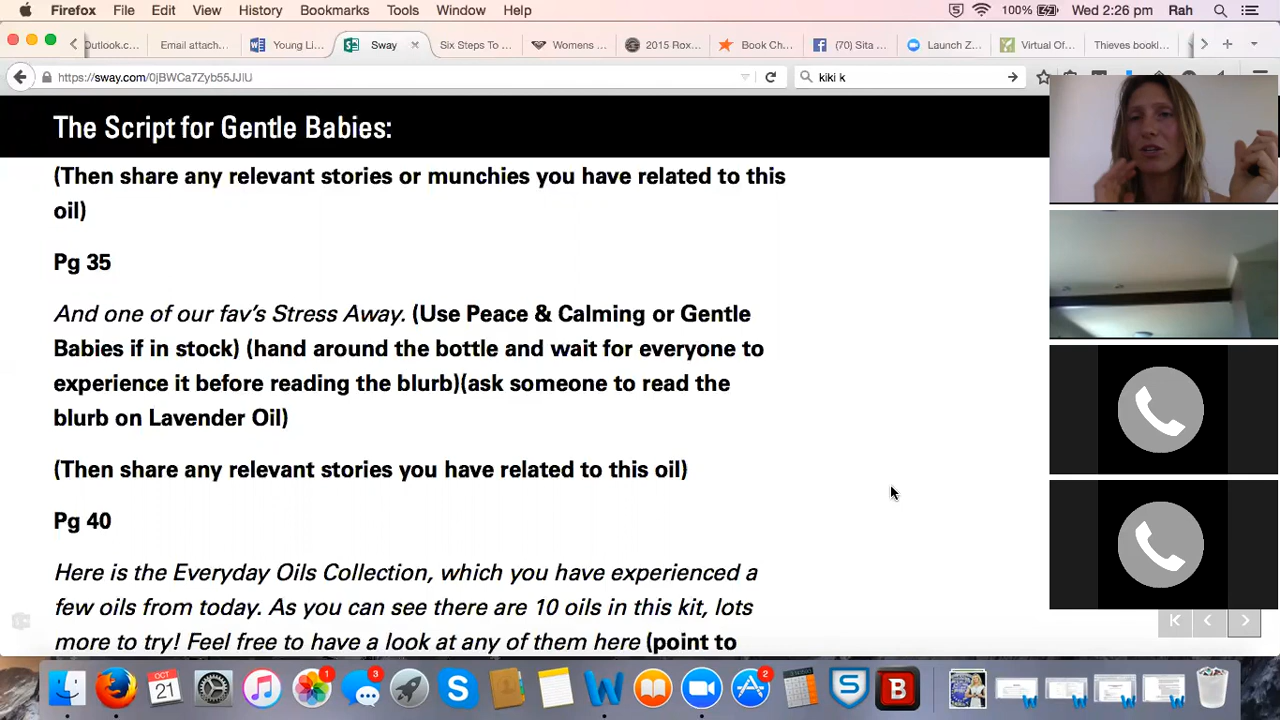 Firefox File Edit View History Bookmarks Tools Window Help 100% Wed 2:26 pm Rah
Outlook.c... Email attach... Young Li... Sway Six Steps To ... Womens ... 2015 Rox... Book Ch... (70) Sita ... Launch Z... Virtual Of... Thieves bookl...
https://sway.com/0jBWCa7Zyb55JJIU kiki k
The Script for Gentle Babies:
(Then share any relevant stories or munchies you have related to this
oil)
Pg 35
And one of our fav's Stress Away. (Use Peace & Calming or Gentle
Babies if in stock) (hand around the bottle and wait for everyone to
experience it before reading the blurb)(ask someone to read the
blurb on Lavender Oil)
(Then share any relevant stories you have related to this oil)
Pg 40
Here is the Everyday Oils Collection, which you have experienced a
few oils from today. As you can see there are 10 oils in this kit, lots
more to try! Feel free to have a look at any of them here (point to
OCT
21
1
3
2